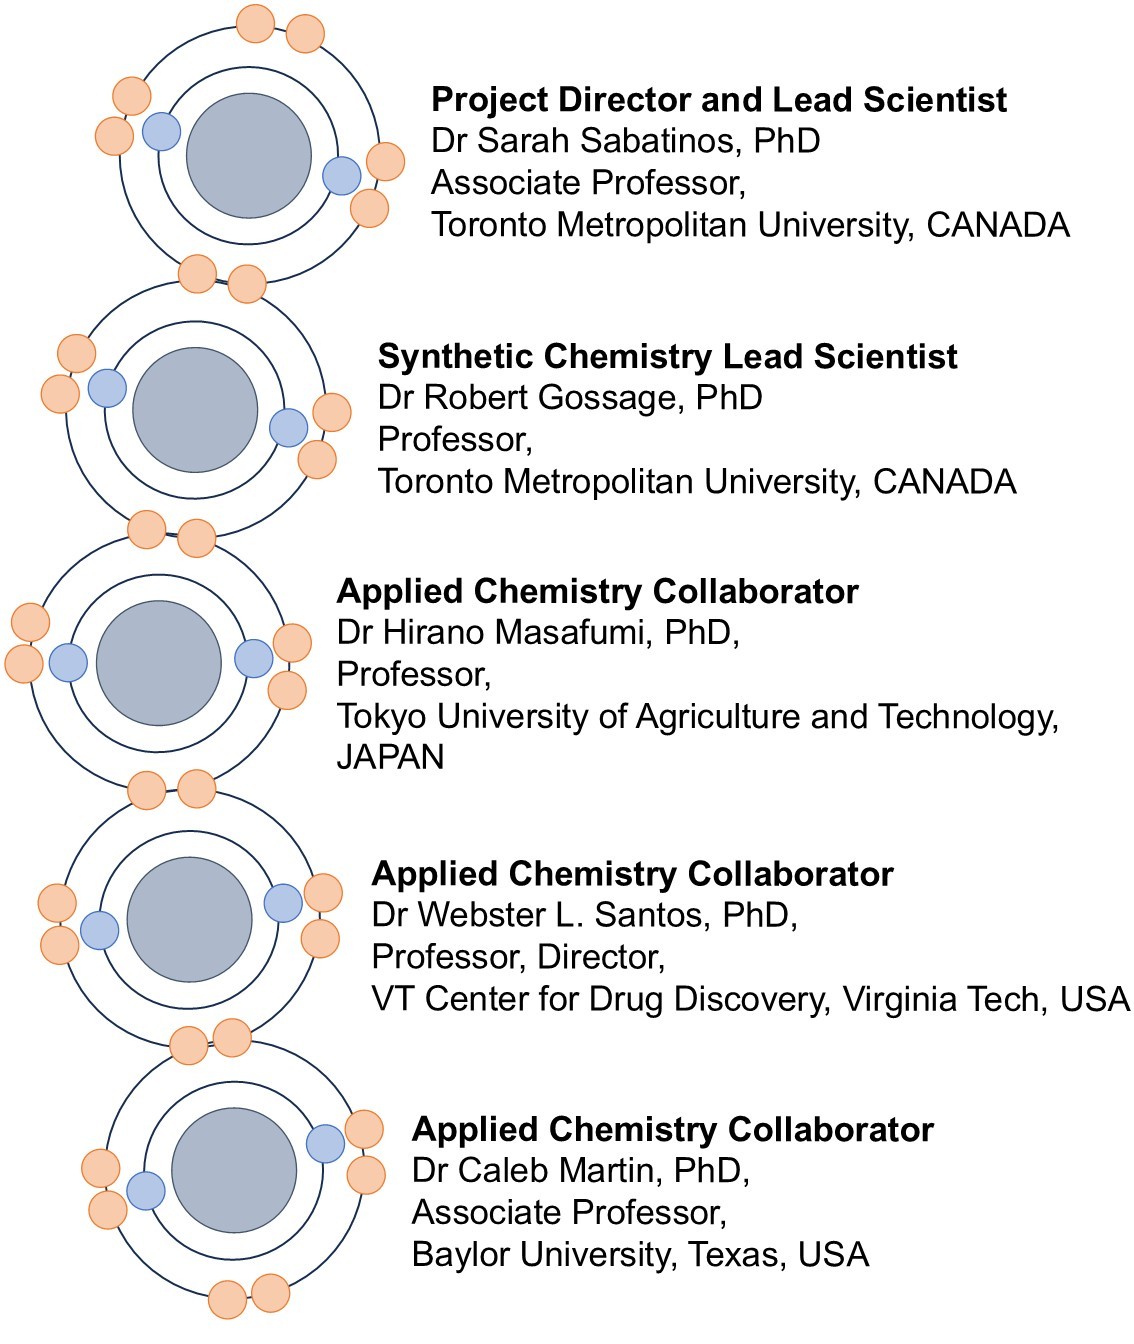 Project Director and Lead Scientist
Dr Sarah Sabatinos, PhD
Associate Professor,
Toronto Metropolitan University, CANADA
Synthetic Chemistry Lead Scientist
Dr Robert Gossage, PhD
Professor,
Toronto Metropolitan University, CANADA
Applied Chemistry Collaborator
Dr Hirano Masafumi, PhD,
Professor,
Tokyo University of Agriculture and Technology,
JAPAN
Applied Chemistry Collaborator
Dr Webster L. Santos, PhD,
Professor, Director,
VT Center for Drug Discovery, Virginia Tech, USA
Applied Chemistry Collaborator
Dr Caleb Martin, PhD,
Associate Professor,
Baylor University, Texas, USA